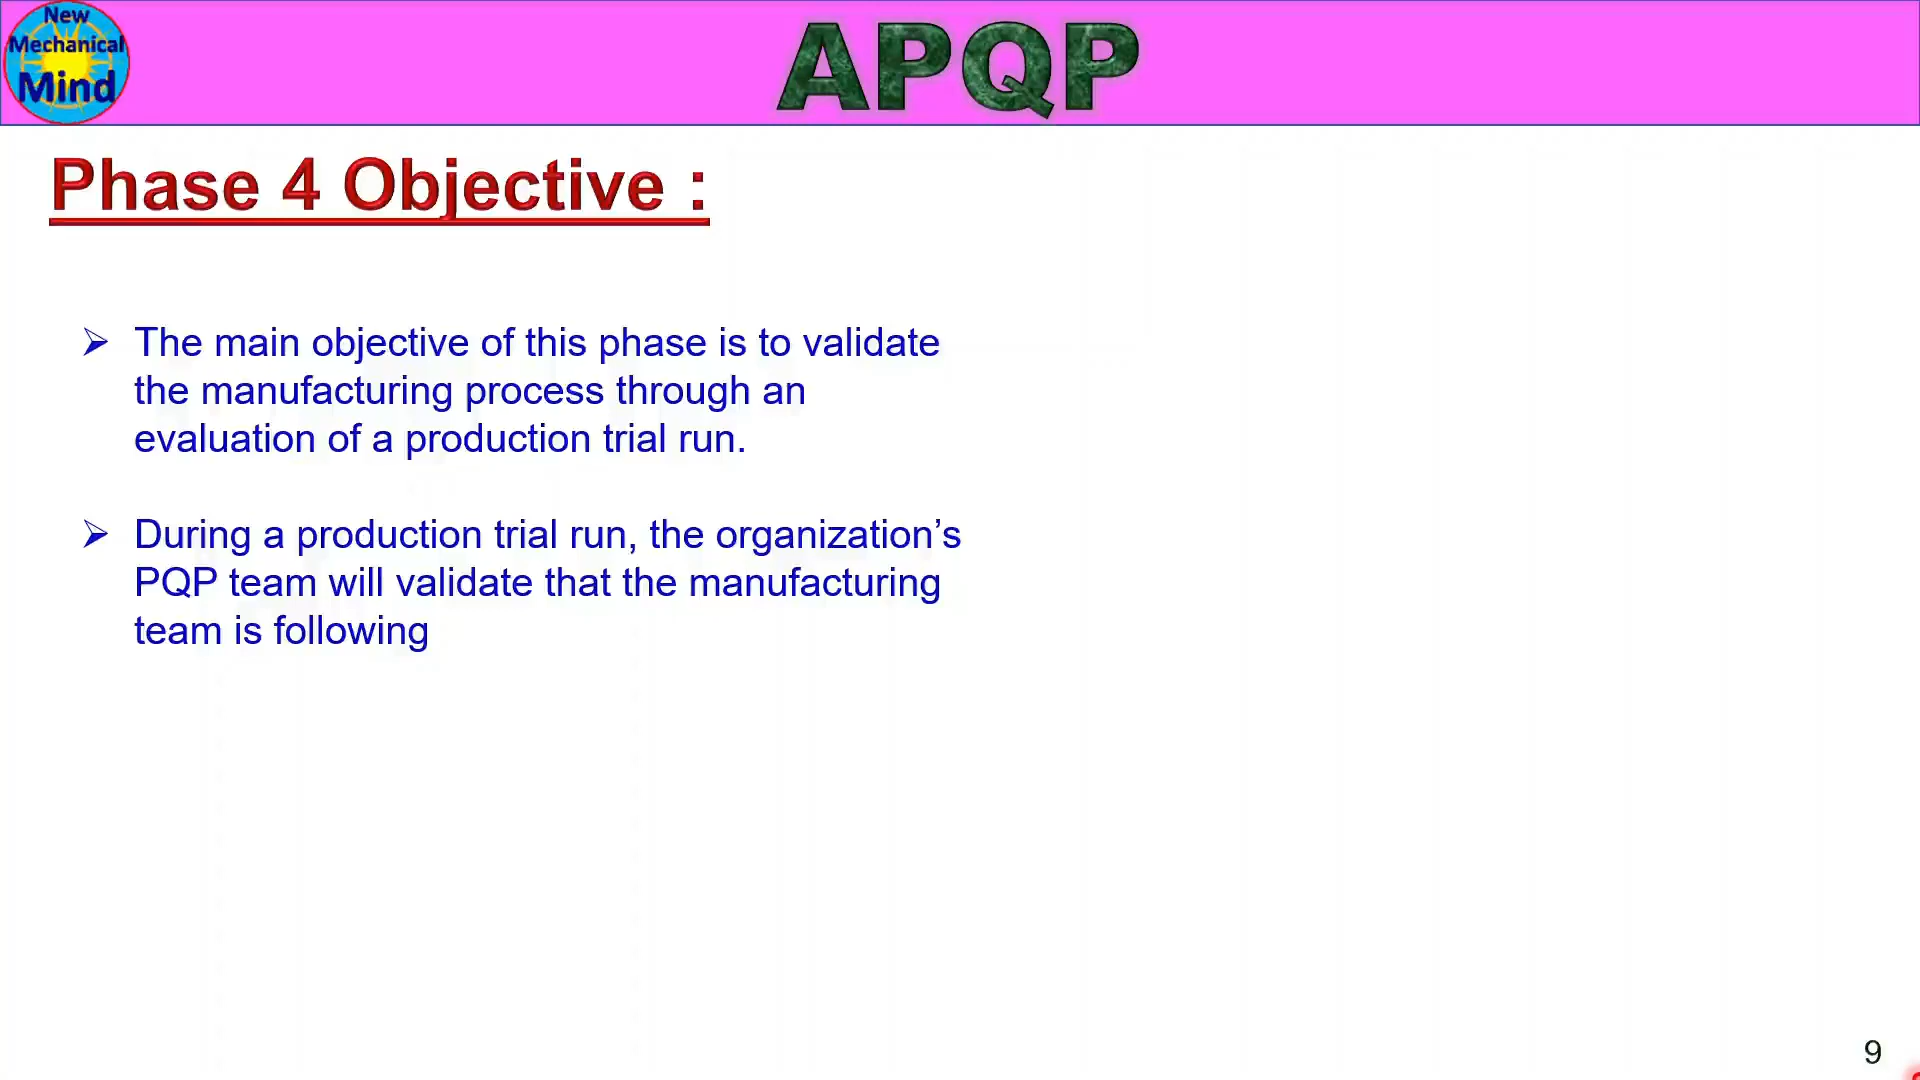 New
Mechanical
Mind
APQP
Phase 4 Objective :
➢ The main objective of this phase is to validate
the manufacturing process through an
evaluation of a production trial run.
➢ During a production trial run, the organization’s
PQP team will validate that the manufacturing
team is following
9